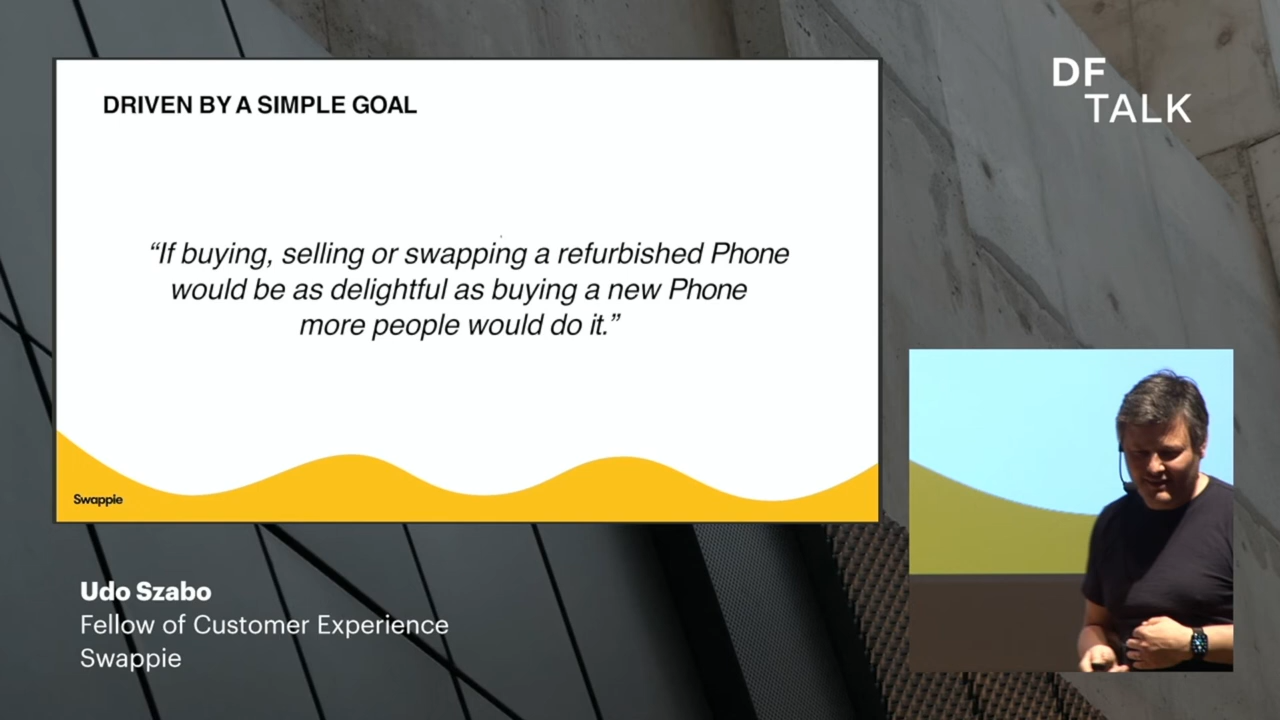 DF
TALK
DRIVEN BY A SIMPLE GOAL
“If buying, selling or swapping a refurbished Phone
would be as delightful as buying a new Phone
more people would do it.”
Swappie
Udo Szabo
Fellow of Customer Experience
Swappie